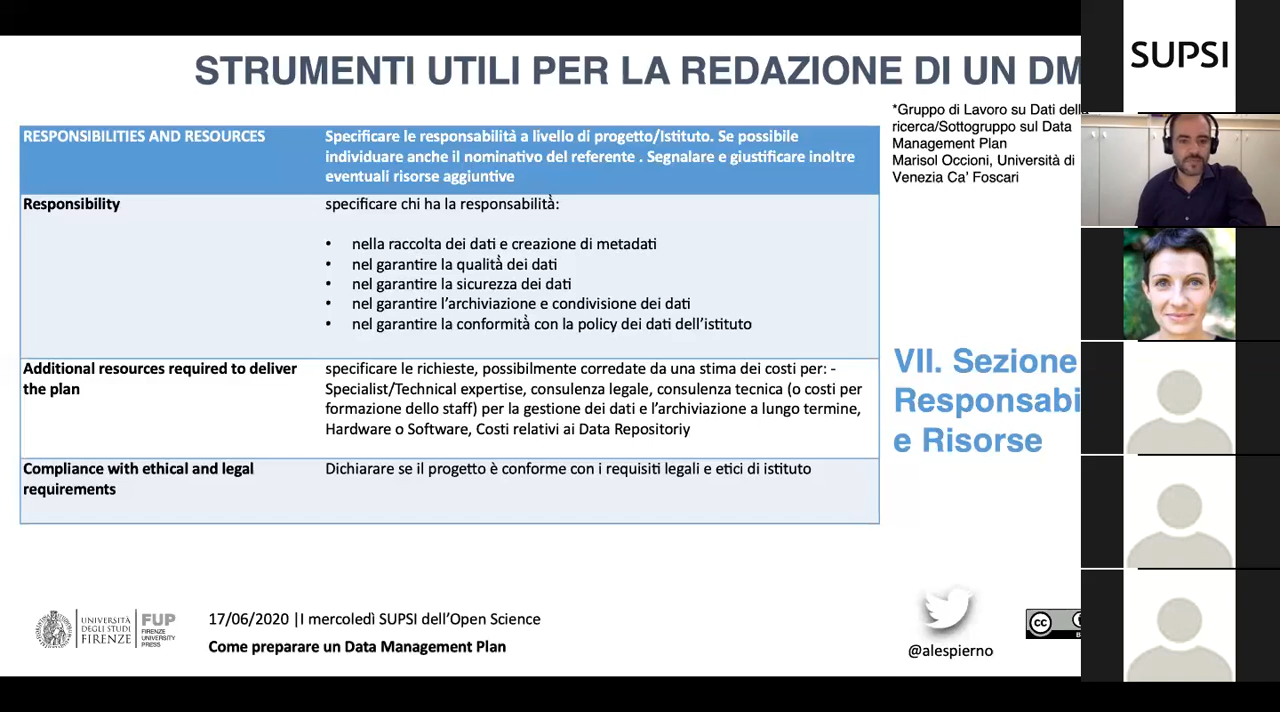 STRUMENTI UTILI PER LA REDAZIONE DI UN DM
SUPSI
*Gruppo di Lavoro su Dati della
ricerca/Sottogruppo sul Data
Management Plan
Marisol Occioni, Università di
Venezia Ca' Foscari
RESPONSIBILITIES AND RESOURCES
Specificare le responsabilità a livello di progetto/Istituto. Se possibile
individuare anche il nominativo del referente . Segnalare e giustificare inoltre
eventuali risorse aggiuntive
Responsibility
specificare chi ha la responsabilità:
• nella raccolta dei dati e creazione di metadati
• nel garantire la qualità dei dati
• nel garantire la sicurezza dei dati
• nel garantire l'archiviazione e condivisione dei dati
• nel garantire la conformità con la policy dei dati dell'istituto
Additional resources required to deliver
the plan
specificare le richieste, possibilmente corredate da una stima dei costi per: -
Specialist/Technical expertise, consulenza legale, consulenza tecnica (o costi per
formazione dello staff) per la gestione dei dati e l'archiviazione a lungo termine,
Hardware o Software, Costi relativi ai Data Repositoriy
Compliance with ethical and legal
requirements
Dichiarare se il progetto è conforme con i requisiti legali e etici di istituto
VII. Sezione
Responsabi
e Risorse
UNIVERSITÀ
DEGLI STUDI
FIRENZE
FUP
FIRENZE
UNIVERSITY
PRESS
17/06/2020 |I mercoledì SUPSI dell'Open Science
Come preparare un Data Management Plan
@alespierno
CC